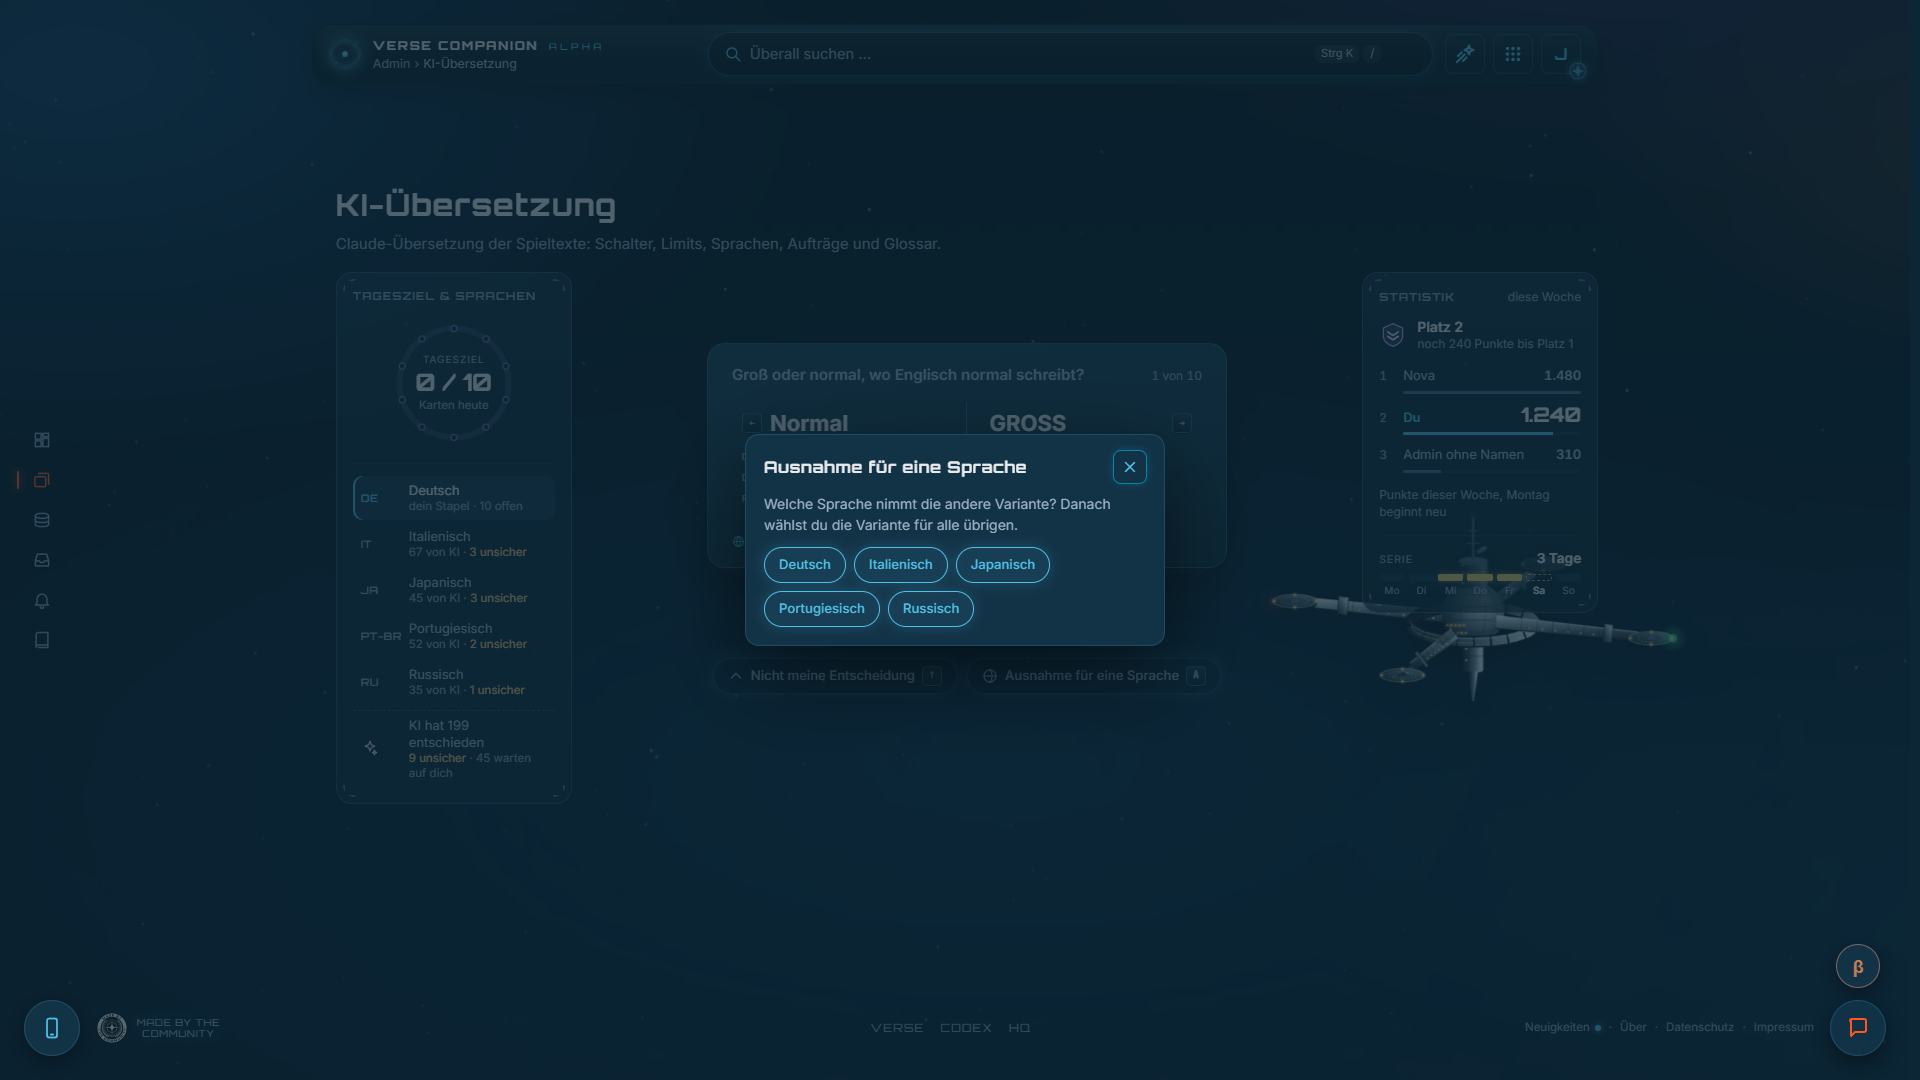 VERSE COMPANION ALPHA
Admin › KI-Übersetzung
Überall suchen ...
Strg K /
KI-Übersetzung
Claude-Übersetzung der Spieltexte: Schalter, Limits, Sprachen, Aufträge und Glossar.
TAGESZIEL & SPRACHEN
TAGESZIEL
0 / 10
Karten heute
DE Deutsch
dein Stapel · 10 offen
IT Italienisch
67 von KI · 3 unsicher
JA Japanisch
45 von KI · 3 unsicher
PT-BR Portugiesisch
52 von KI · 2 unsicher
RU Russisch
35 von KI · 1 unsicher
KI hat 199
entschieden
9 unsicher · 45 warten
auf dich
Groß oder normal, wo Englisch normal schreibt?
1 von 10
← Normal
GROSS →
Ausnahme für eine Sprache
Welche Sprache nimmt die andere Variante? Danach
wählst du die Variante für alle übrigen.
Deutsch Italienisch Japanisch
Portugiesisch Russisch
Nicht meine Entscheidung ↑
Ausnahme für eine Sprache A
STATISTIK diese Woche
Platz 2
noch 240 Punkte bis Platz 1
1 Nova 1.480
2 Du 1.240
3 Admin ohne Namen 310
Punkte dieser Woche, Montag
beginnt neu
SERIE 3 Tage
Mo Di Mi Do Fr Sa So
β
MADE BY THE
COMMUNITY
VERSE CODEX HQ
Neuigkeiten · Über · Datenschutz · Impressum